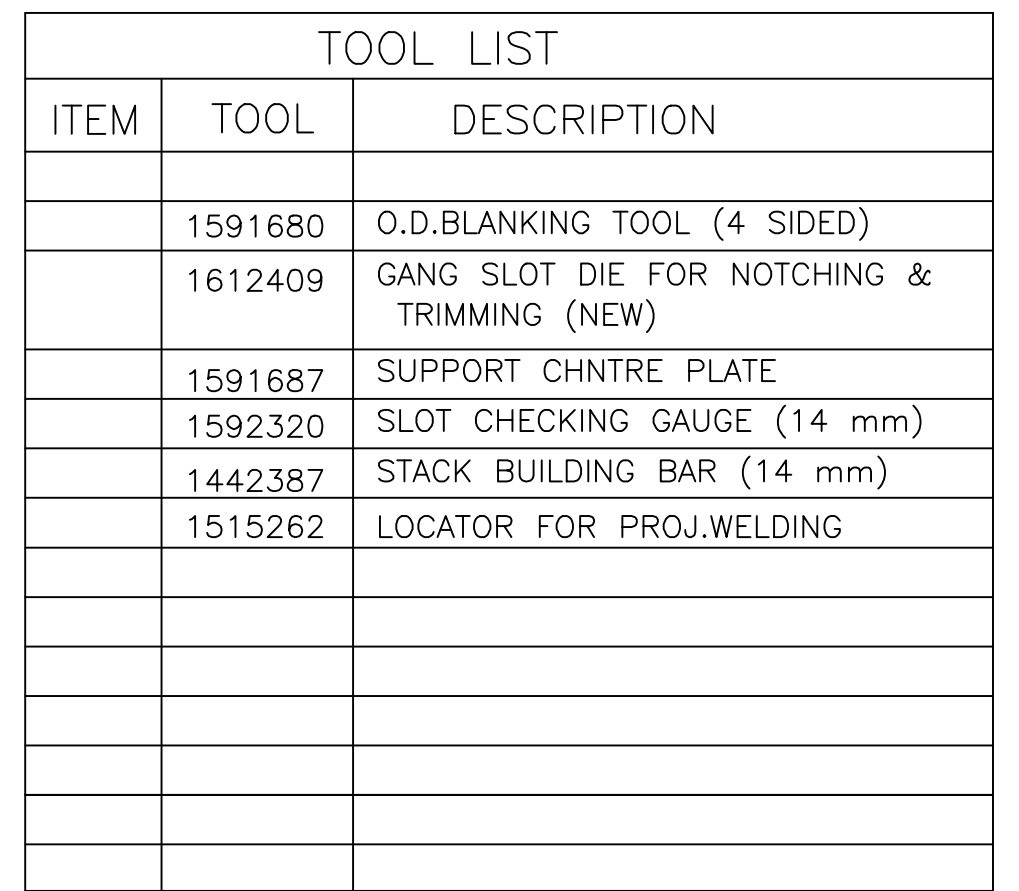 TOOL LIST
ITEM TOOL DESCRIPTION
1591680 O.D.BLANKING TOOL (4 SIDED)
1612409 GANG SLOT DIE FOR NOTCHING &
TRIMMING (NEW)
1591687 SUPPORT CHNTRE PLATE
1592320 SLOT CHECKING GAUGE (14 mm)
1442387 STACK BUILDING BAR (14 mm)
1515262 LOCATOR FOR PROJ.WELDING